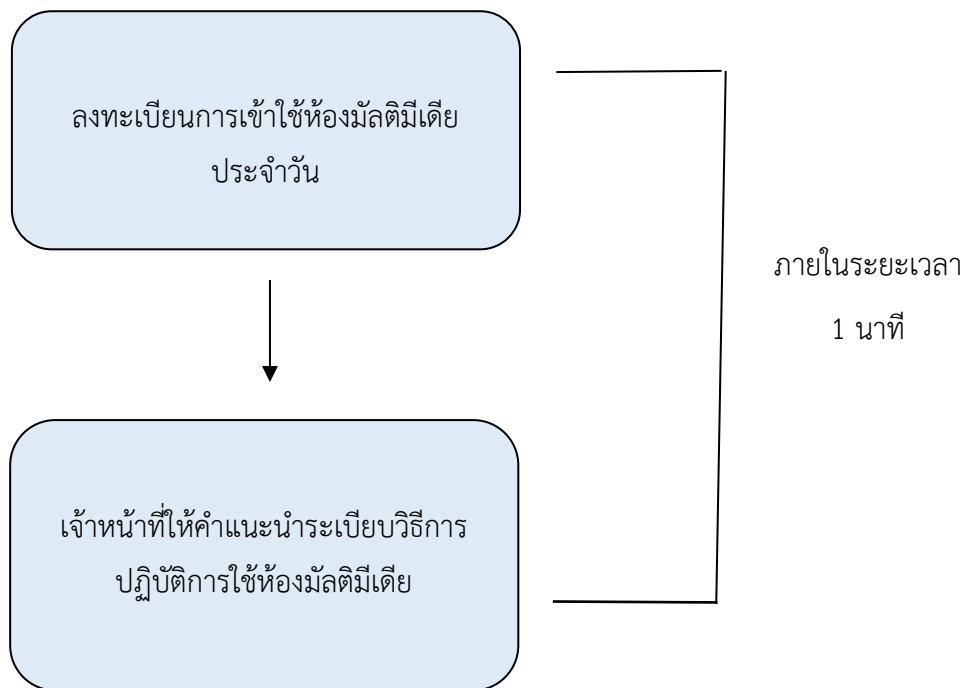 ลงทะเบียนการเข้าใช้ห้องมัลติมีเดีย
ประจำวัน
ภายในระยะเวลา
1 นาที
เจ้าหน้าที่ให้คำแนะนำระเบียบวิธีการ
ปฏิบัติการใช้ห้องมัลติมีเดีย